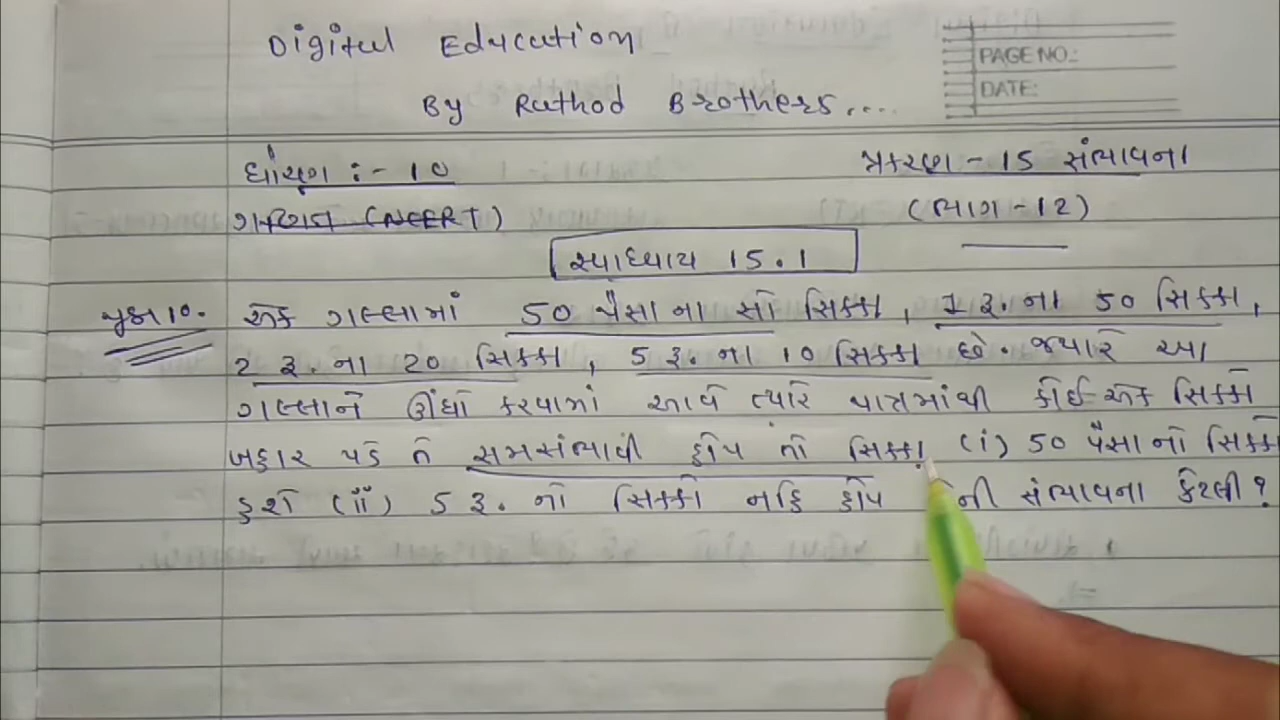 Digital Education
By Rathod Brothers....
PAGE NO.:
DATE:
ધોરણ :- 10
પ્રકરણ - 15 સંભાવના
ગણિત (NCERT)
(ભાગ - 12)
સ્વાધ્યાય 15.1
પ્રશ્ન 10. એક ગલ્લામાં 50 પૈસાના સો સિક્કા, 1 રૂ. ના 50 સિક્કા,
2 રૂ. ના 20 સિક્કા, 5 રૂ. ના 10 સિક્કા છે. જ્યારે આ
ગલ્લાને ઊંધો કરવામાં આવે ત્યારે પાત્રમાંથી કોઈ એક સિક્કો
બહાર પડે તે સમસંભાવી હોય તો સિક્કા (i) 50 પૈસાનો સિક્કો
હશે (ii) 5 રૂ. નો સિક્કો નહિ હોય ની સંભાવના કેટલી ?